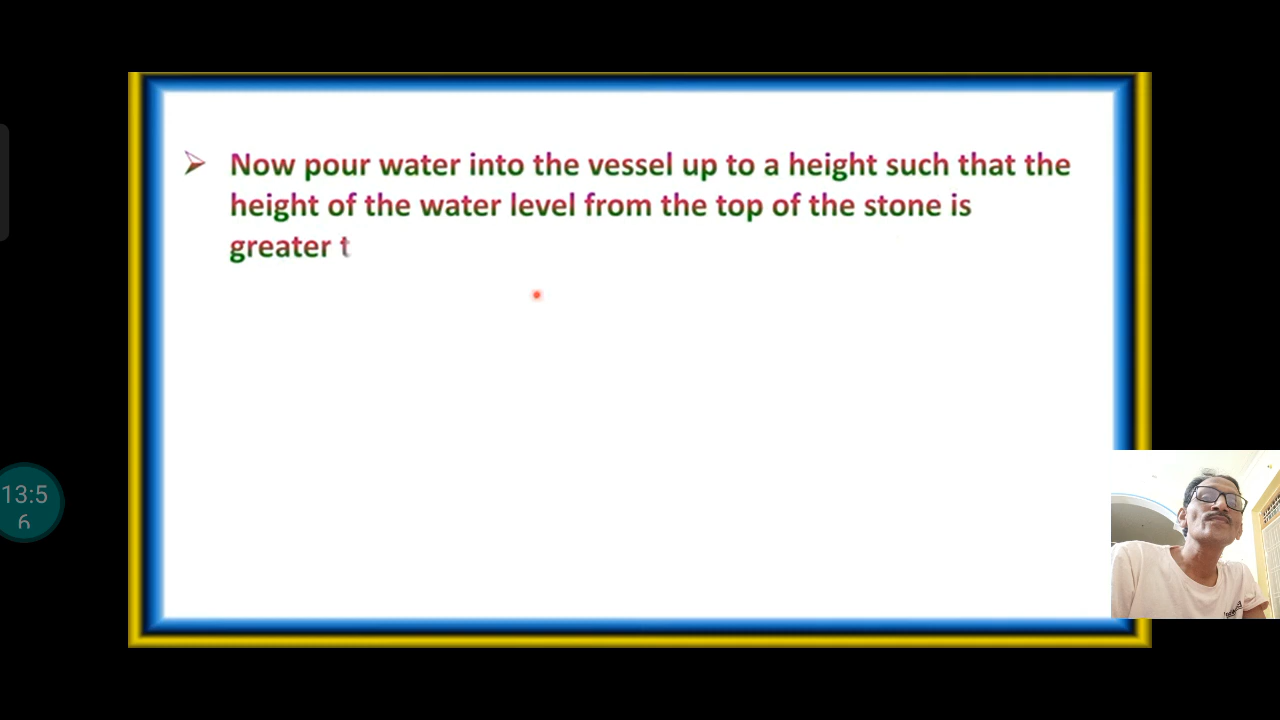 Now pour water into the vessel up to a height such that the
height of the water level from the top of the stone is
greater t
13:5
6